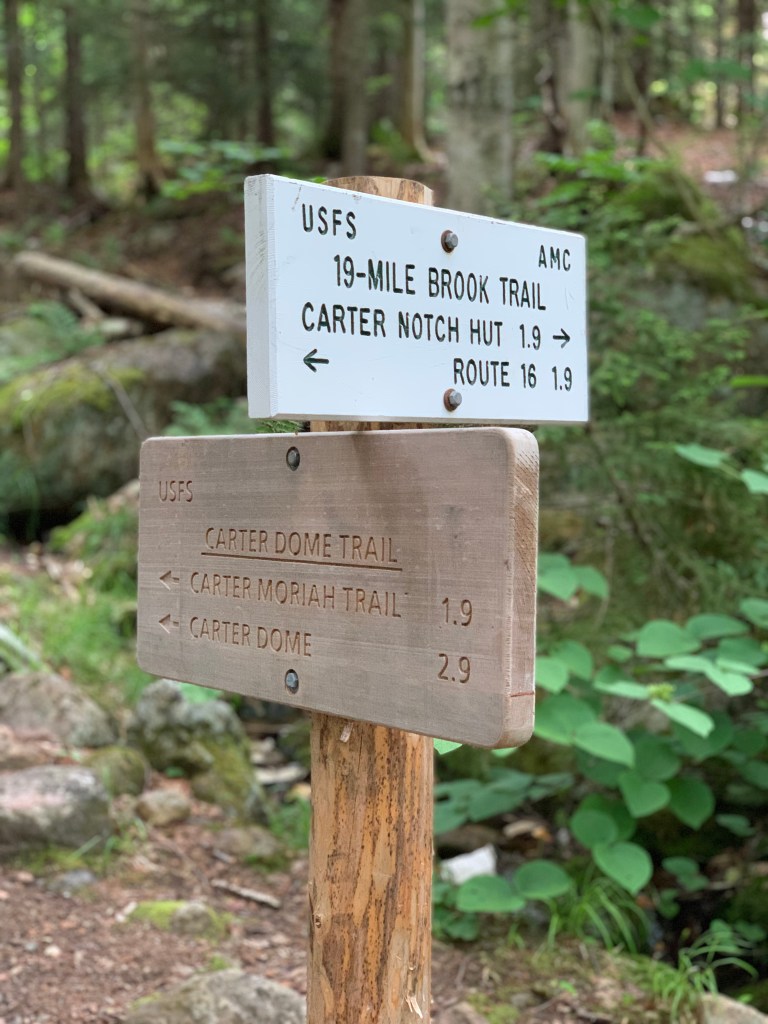 USFS
AMC
19-MILE BROOK TRAIL
CARTER NOTCH HUT 1.9 →
← ROUTE 16 1.9
USFS
CARTER DOME TRAIL
← CARTER MORIAH TRAIL 1.9
← CARTER DOME 2.9